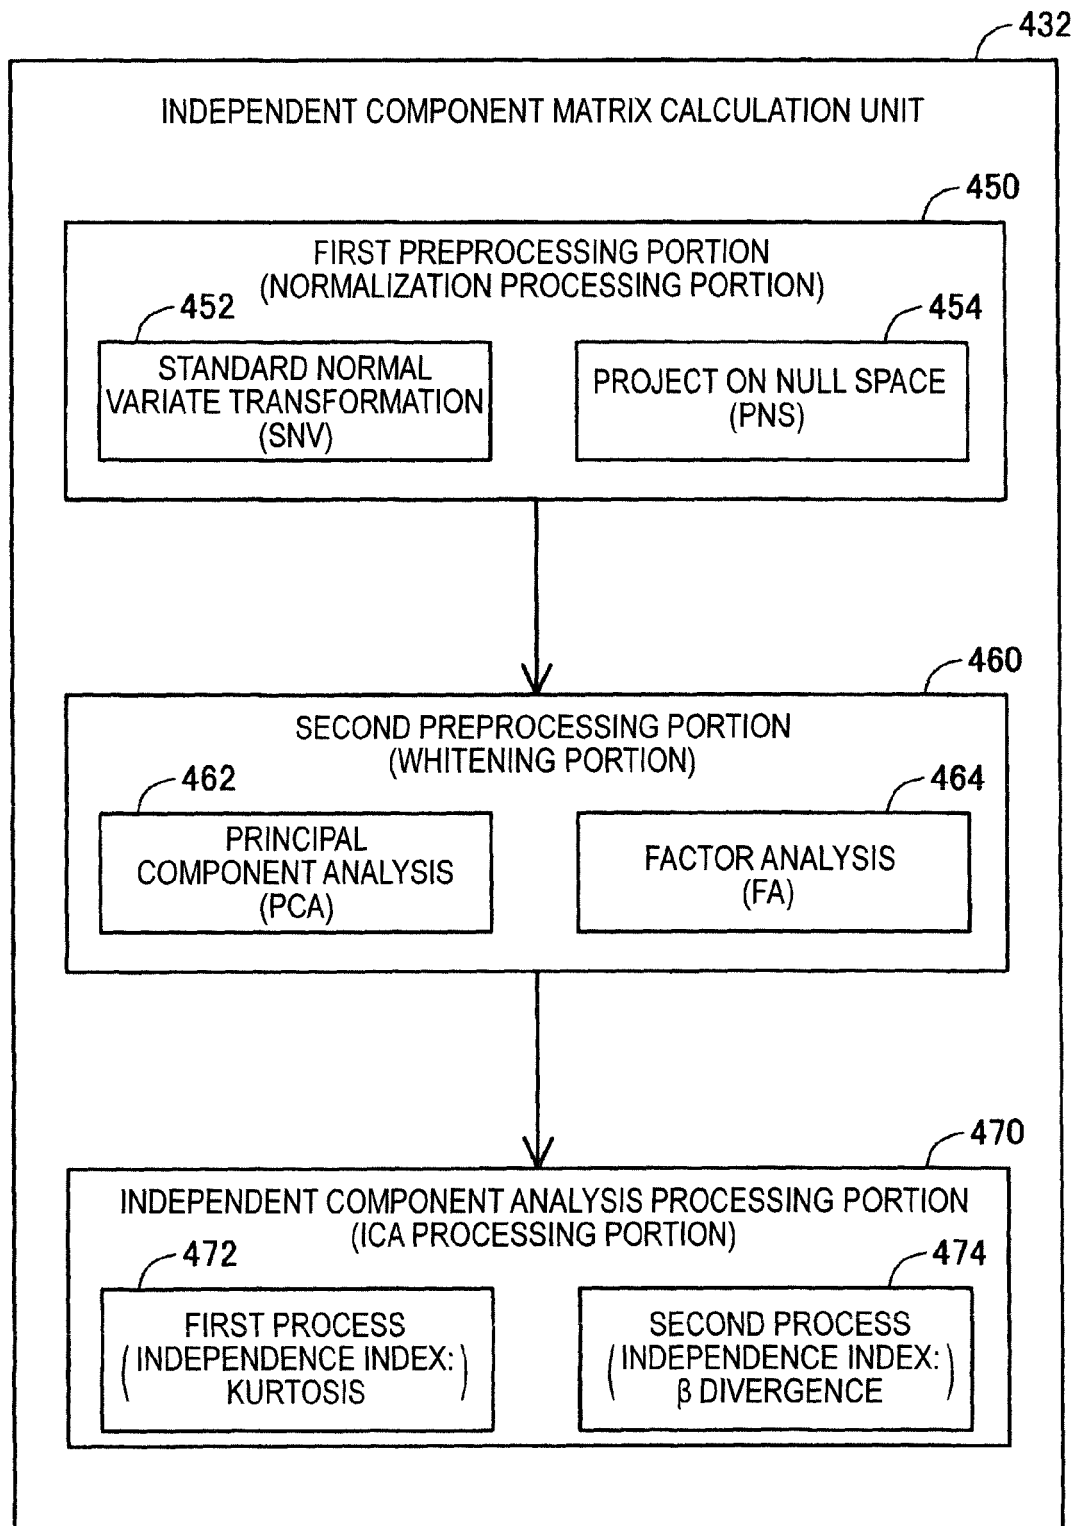 432
INDEPENDENT COMPONENT MATRIX CALCULATION UNIT
450
FIRST PREPROCESSING PORTION
(NORMALIZATION PROCESSING PORTION)
452
STANDARD NORMAL
VARIATE TRANSFORMATION
(SNV)
454
PROJECT ON NULL SPACE
(PNS)
460
SECOND PREPROCESSING PORTION
(WHITENING PORTION)
462
PRINCIPAL
COMPONENT ANALYSIS
(PCA)
464
FACTOR ANALYSIS
(FA)
470
INDEPENDENT COMPONENT ANALYSIS PROCESSING PORTION
(ICA PROCESSING PORTION)
472
FIRST PROCESS
(INDEPENDENCE INDEX:
KURTOSIS)
474
SECOND PROCESS
(INDEPENDENCE INDEX:
β DIVERGENCE)